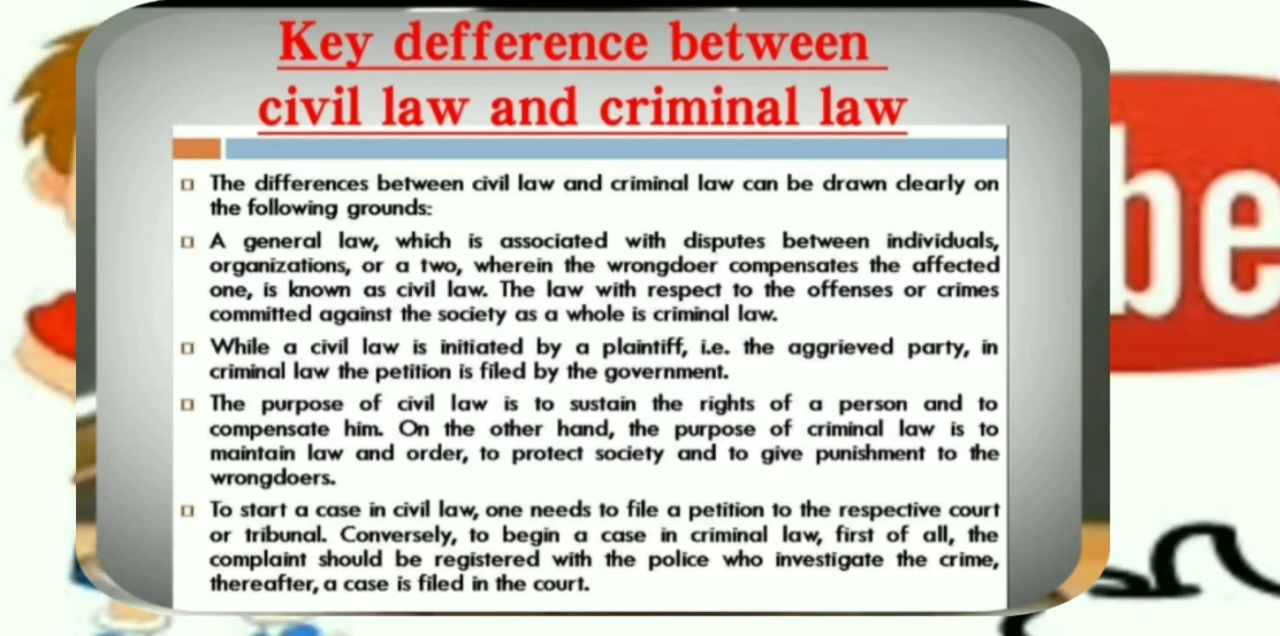 Key defference between
civil law and criminal law
The differences between civil law and criminal law can be drawn clearly on
the following grounds:
A general law, which is associated with disputes between individuals,
organizations, or a two, wherein the wrongdoer compensates the affected
one, is known as civil law. The law with respect to the offenses or crimes
committed against the society as a whole is criminal law.
While a civil law is initiated by a plaintiff, i.e. the aggrieved party, in
criminal law the petition is filed by the government.
The purpose of civil law is to sustain the rights of a person and to
compensate him. On the other hand, the purpose of criminal law is to
maintain law and order, to protect society and to give punishment to the
wrongdoers.
To start a case in civil law, one needs to file a petition to the respective court
or tribunal. Conversely, to begin a case in criminal law, first of all, the
complaint should be registered with the police who investigate the crime,
thereafter, a case is filed in the court.
be